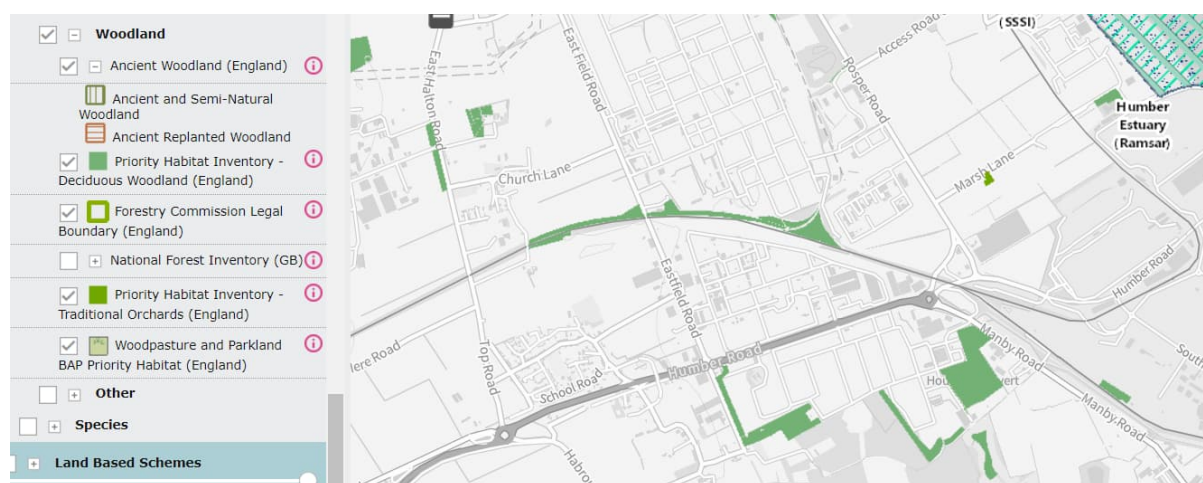 Woodland
Ancient Woodland (England)
Ancient and Semi-Natural
Woodland
Ancient Replanted Woodland
Priority Habitat Inventory -
Deciduous Woodland (England)
Forestry Commission Legal
Boundary (England)
National Forest Inventory (GB)
Priority Habitat Inventory -
Traditional Orchards (England)
Woodpasture and Parkland
BAP Priority Habitat (England)
Other
Species
Land Based Schemes
East Halton Road
East Field Road
Access Road
(SSSI)
Rosper Road
Humber
Estuary
(Ramsar)
Church Lane
Marsh Lane
Humber Road
Eastfield Road
Top Road
School Road
Humber Road
Manby Road
Manby Road